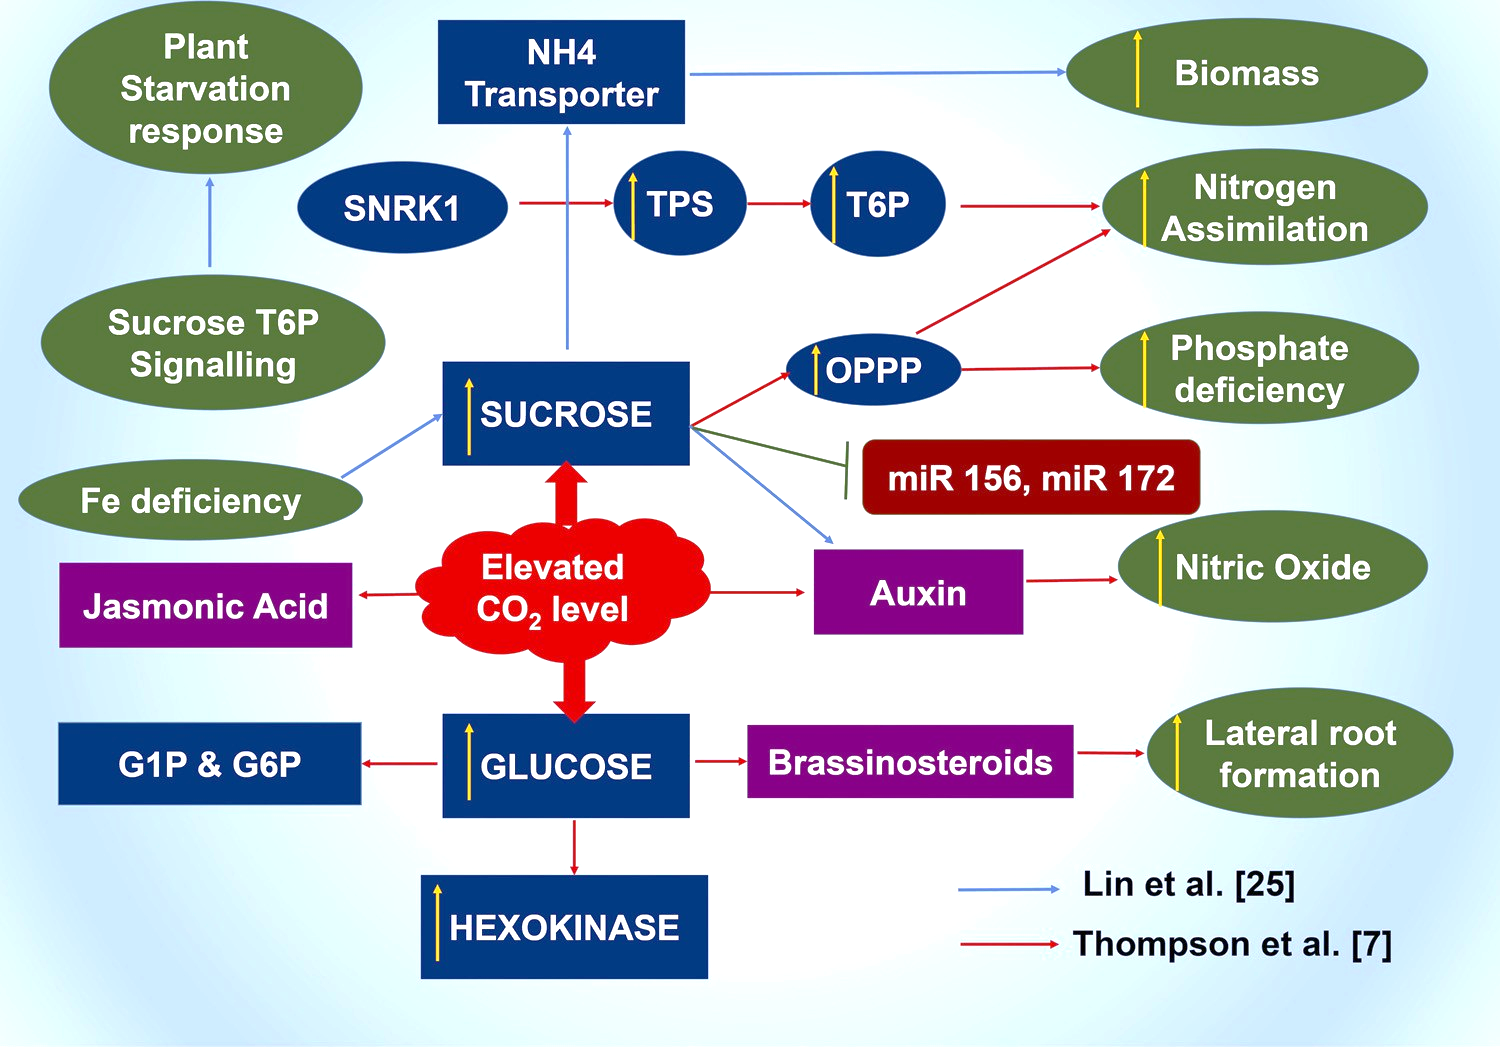 Plant
Starvation
response
NH4
Transporter
Biomass
SNRK1
TPS
T6P
Nitrogen
Assimilation
Sucrose T6P
Signalling
SUCROSE
OPPP
Phosphate
deficiency
Fe deficiency
miR 156, miR 172
Elevated
CO2 level
Jasmonic Acid
Auxin
Nitric Oxide
G1P & G6P
GLUCOSE
Brassinosteroids
Lateral root
formation
HEXOKINASE
Lin et al. [25]
Thompson et al. [7]